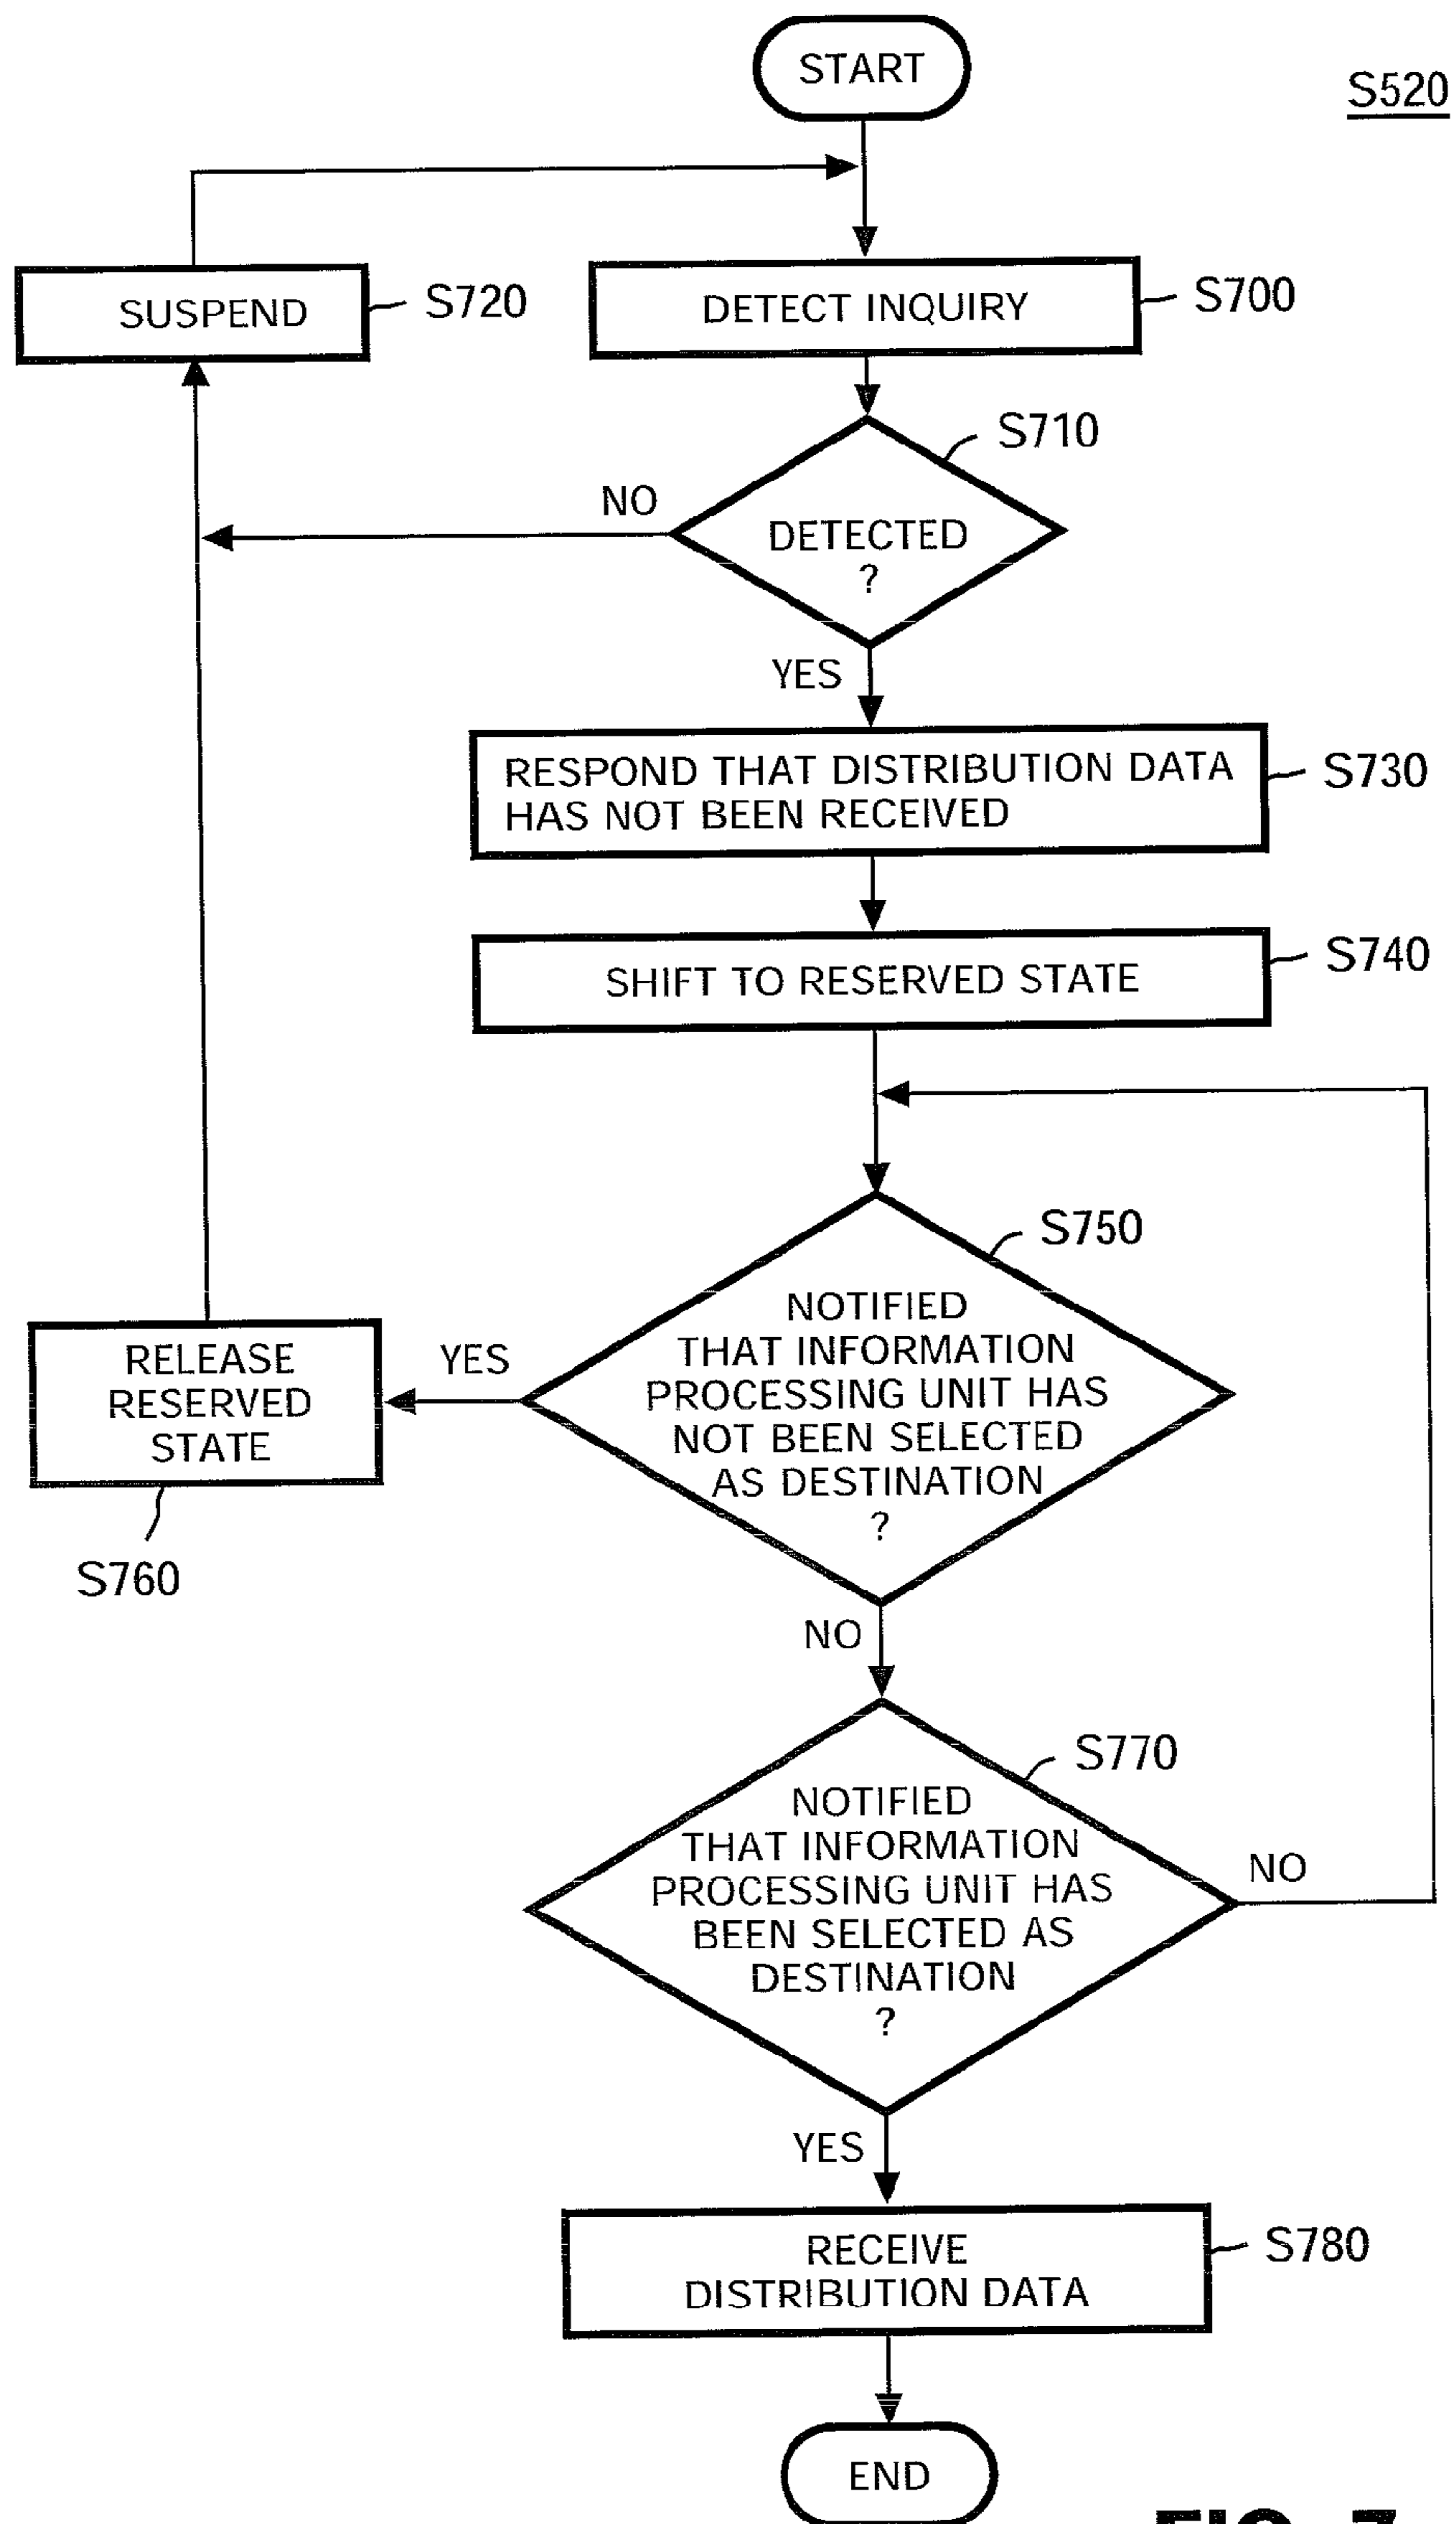 START
S520
SUSPEND
S720
DETECT INQUIRY
S700
S710
NO
DETECTED
?
YES
RESPOND THAT DISTRIBUTION DATA
HAS NOT BEEN RECEIVED
S730
SHIFT TO RESERVED STATE
S740
S750
NOTIFIED
THAT INFORMATION
PROCESSING UNIT HAS
NOT BEEN SELECTED
AS DESTINATION
?
YES
RELEASE
RESERVED
STATE
S760
NO
S770
NOTIFIED
THAT INFORMATION
PROCESSING UNIT HAS
BEEN SELECTED AS
DESTINATION
?
NO
YES
RECEIVE
DISTRIBUTION DATA
S780
END